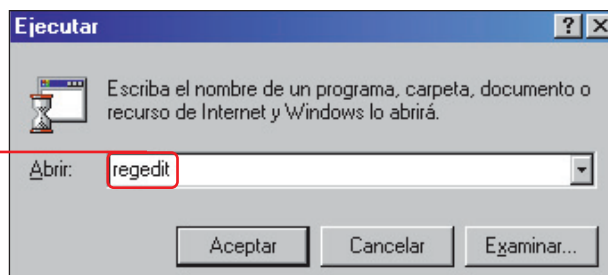 Ejecutar
Escriba el nombre de un programa, carpeta, documento o
recurso de Internet y Windows lo abrirá.
Abrir: regedit
Aceptar Cancelar Examinar...